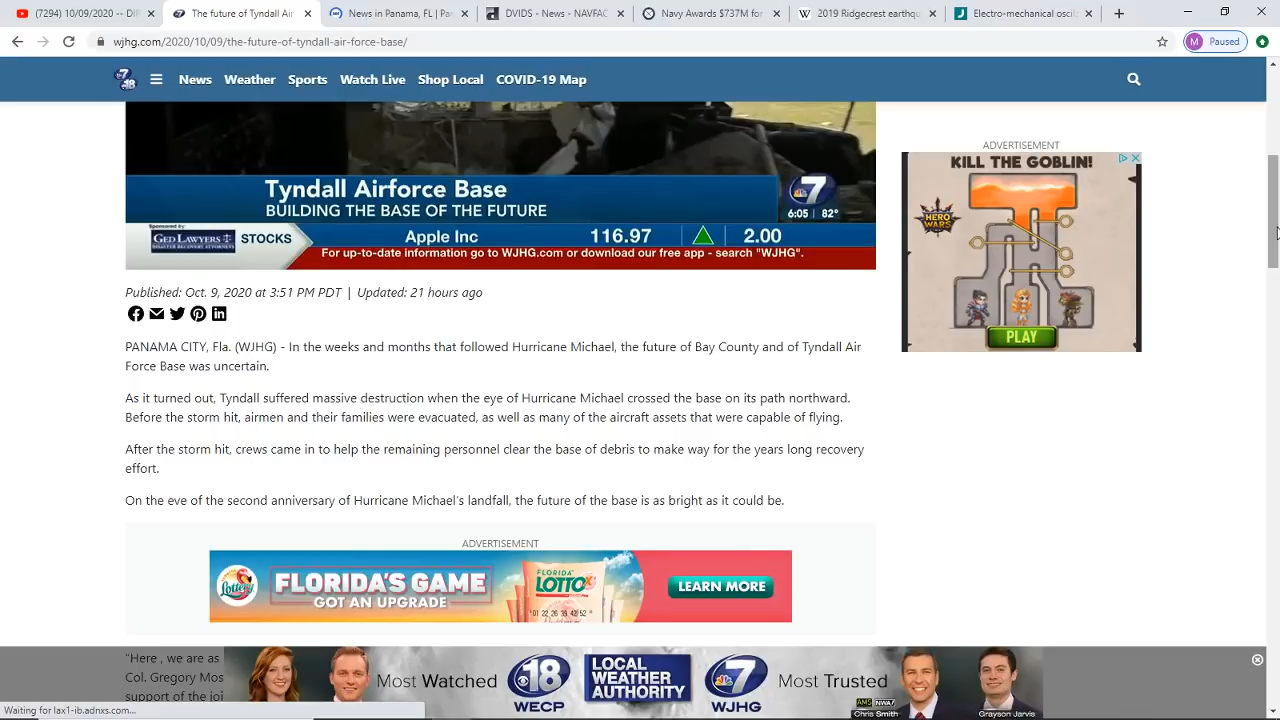 (7294) 10/09/2020 -- DIF
The future of Tyndall Air
News in Panama, FL | Pa
DVIDS - News - NAVFAC
Navy Awards $737M for
2019 Ridgecrest earthqu
Electro-mechanical oscil
wjhg.com/2020/10/09/the-future-of-tyndall-air-force-base/
M Paused
7 18
News Weather Sports Watch Live Shop Local COVID-19 Map
Tyndall Airforce Base
BUILDING THE BASE OF THE FUTURE
7
6:05 82°
Sponsored by
GED LAWYERS
STOCKS
Apple Inc 116.97 2.00
For up-to-date information go to WJHG.com or download our free app - search "WJHG".
ADVERTISEMENT
KILL THE GOBLIN!
HERO WARS
PLAY
Published: Oct. 9, 2020 at 3:51 PM PDT | Updated: 21 hours ago
PANAMA CITY, Fla. (WJHG) - In the weeks and months that followed Hurricane Michael, the future of Bay County and of Tyndall Air
Force Base was uncertain.
As it turned out, Tyndall suffered massive destruction when the eye of Hurricane Michael crossed the base on its path northward.
Before the storm hit, airmen and their families were evacuated, as well as many of the aircraft assets that were capable of flying.
After the storm hit, crews came in to help the remaining personnel clear the base of debris to make way for the years long recovery
effort.
On the eve of the second anniversary of Hurricane Michael's landfall, the future of the base is as bright as it could be.
ADVERTISEMENT
Lottery
FLORIDA'S GAME
GOT AN UPGRADE
FLORIDA
LOTTO
LEARN MORE
"Here , we are as
Col. Gregory Mos
support of the joi
Most Watched
18
WECP
LOCAL
WEATHER
AUTHORITY
7
WJHG
Most Trusted
AMS NWA
Chris Smith
Grayson Jarvis
Waiting for lax1-ib.adnxs.com...